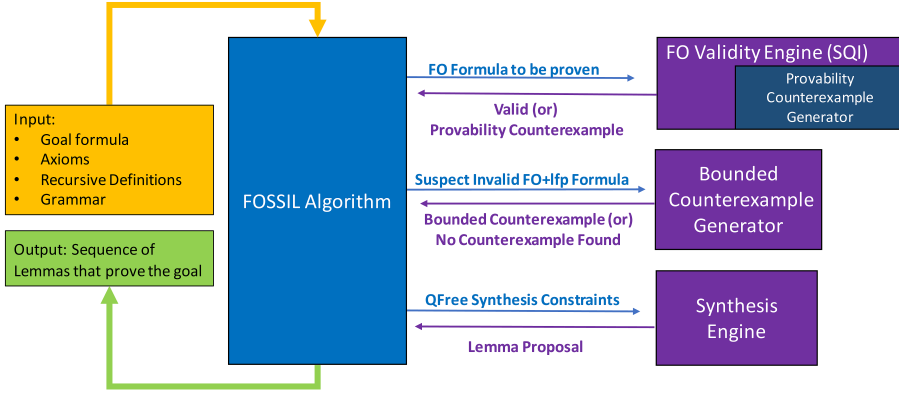 Input:
• Goal formula
• Axioms
• Recursive Definitions
• Grammar
Output: Sequence of
Lemmas that prove the goal
FOSSIL Algorithm
FO Formula to be proven
Valid (or)
Provability Counterexample
Suspect Invalid FO+lfp Formula
Bounded Counterexample (or)
No Counterexample Found
QFree Synthesis Constraints
Lemma Proposal
FO Validity Engine (SQI)
Provability
Counterexample
Generator
Bounded
Counterexample
Generator
Synthesis
Engine